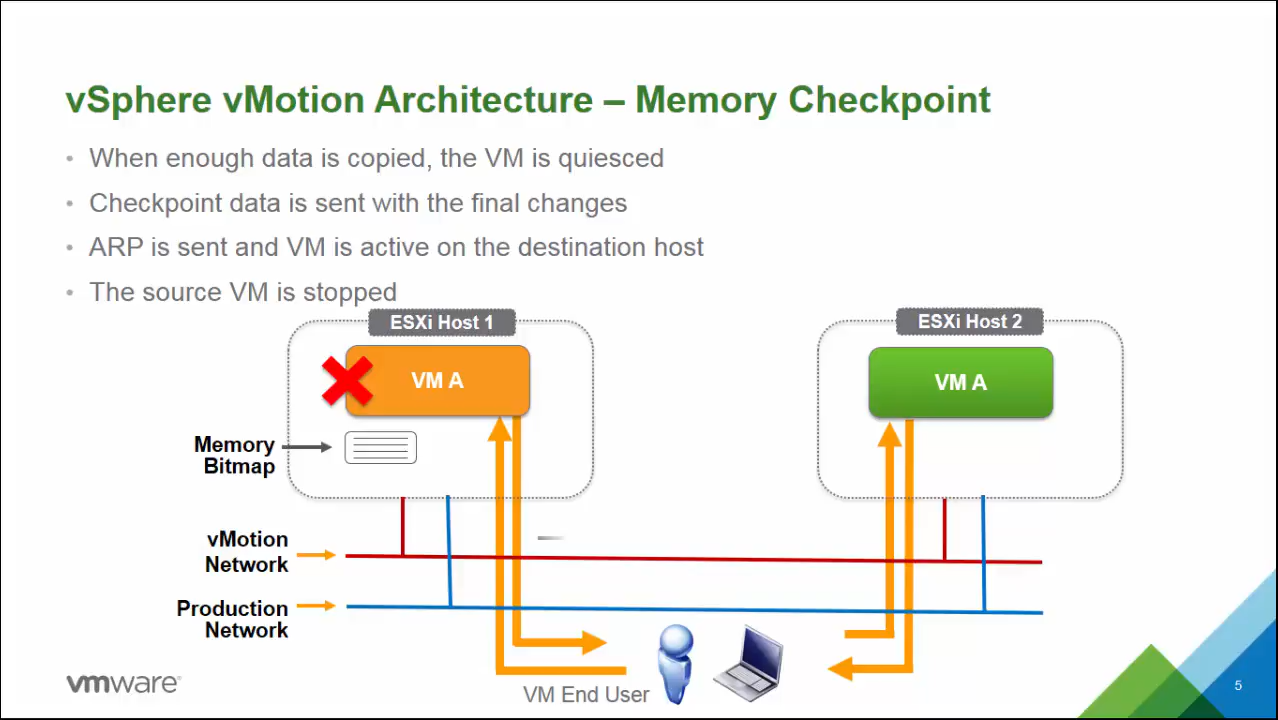 vSphere vMotion Architecture – Memory Checkpoint
• When enough data is copied, the VM is quiesced
• Checkpoint data is sent with the final changes
• ARP is sent and VM is active on the destination host
• The source VM is stopped
ESXi Host 1
ESXi Host 2
VM A
VM A
Memory
Bitmap
vMotion
Network
Production
Network
VM End User
vmware
5